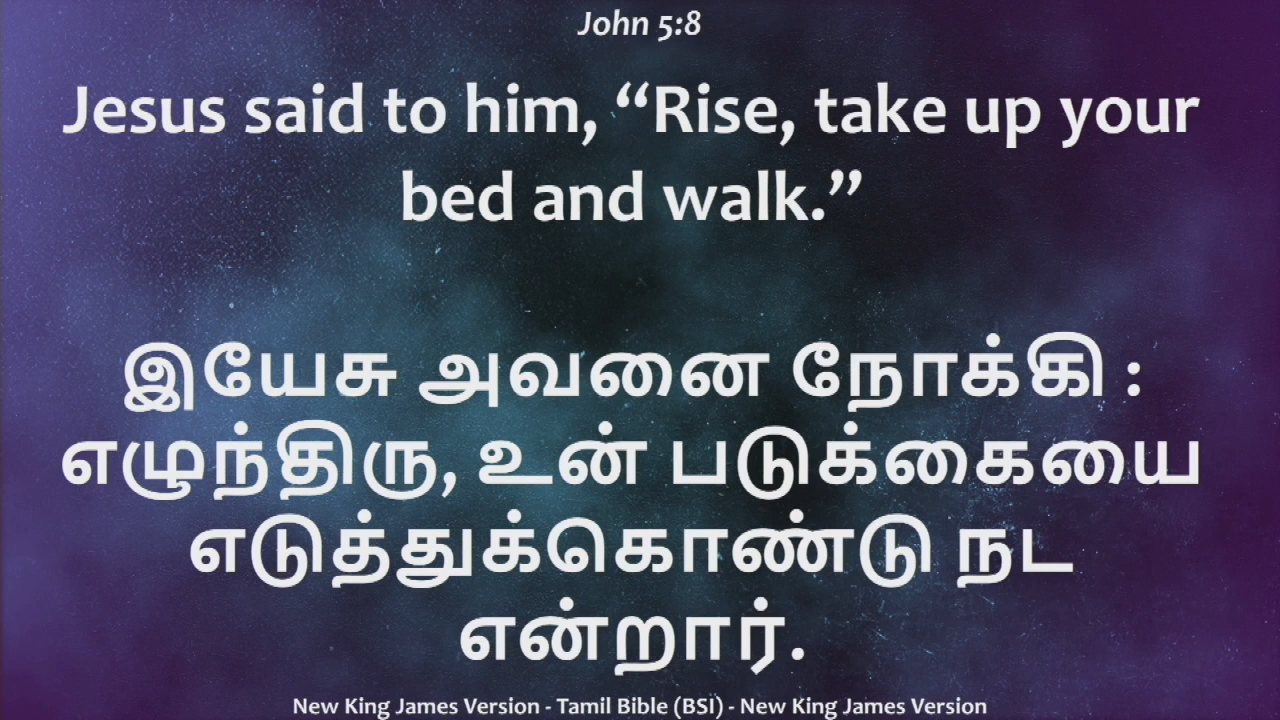 John 5:8
Jesus said to him, “Rise, take up your
bed and walk.”
இயேசு அவனை நோக்கி :
எழுந்திரு, உன் படுக்கையை
எடுத்துக்கொண்டு நட
என்றார்.
New King James Version - Tamil Bible (BSI) - New King James Version